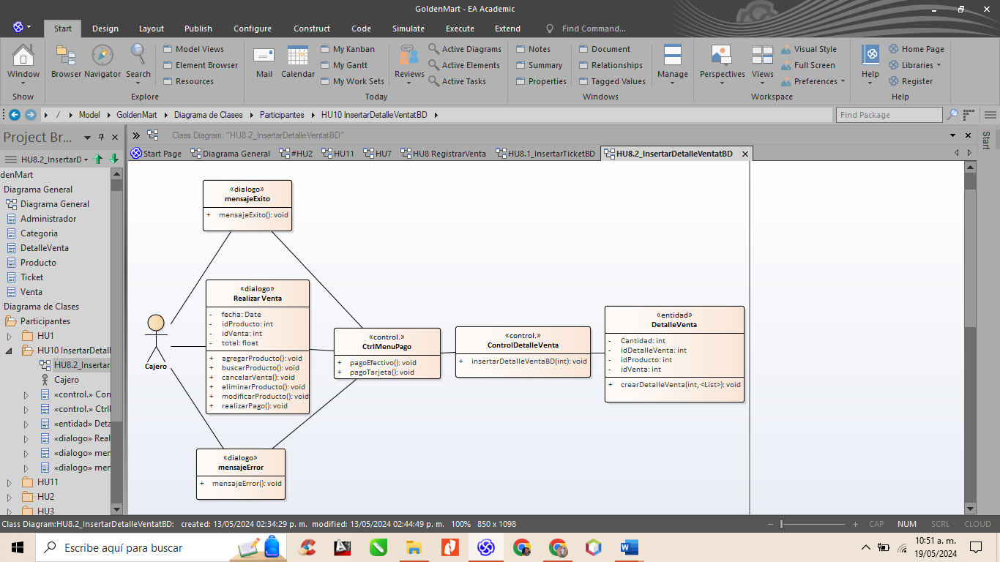 GoldenMart - EA Academic
Start Design Layout Publish Configure Construct Code Simulate Execute Extend Find Command...
Window Browser Navigator Search Model Views Mail Calendar My Kanban Reviews Active Diagrams Notes Document Manage Perspectives Views Visual Style Help Home Page
Element Browser My Gantt Active Elements Summary Relationships Full Screen Libraries
Resources My Work Sets Active Tasks Properties Tagged Values Preferences Register
Show Explore Today Windows Workspace Help
/ Model GoldenMart Diagrama de Clases Participantes HU10 InsertarDetalleVentatBD Find Package
Project Br... Class Diagram: "HU8.2_InsertarDetalleVentatBD" Start
HU8.2_InsertarD Start Page Diagrama General #HU2 HU11 HU7 HU8 RegistrarVenta HU8.1_InsertarTicketBD HU8.2_InsertarDetalleVentatBD
denMart
Diagrama General
Diagrama General
Administrador
Categoria
DetalleVenta
Producto
Ticket
Venta
Diagrama de Clases
Participantes
HU1
HU10 InsertarDetall
HU8.2_Insertar
Cajero
«control.» Con
«control.» Ctrl
«entidad» Deta
«dialogo» Real
«dialogo» men
«dialogo» men
HU11
HU2
HU3
«dialogo»
mensajeExito
+ mensajeExito(): void
«dialogo»
Realizar Venta
- fecha: Date
- idProducto: int
- idVenta: int
- total: float
+ agregarProducto(): void
+ buscarProducto(): void
+ cancelarVenta(): void
+ eliminarProducto(): void
+ modificarProducto(): void
+ realizarPago(): void
Cajero
«control.»
CtrlMenuPago
+ pagoEfectivo(): void
+ pagoTarjeta(): void
«control.»
ControlDetalleVenta
+ insertarDetalleVentaBD(int): void
«entidad»
DetalleVenta
- Cantidad: int
- idDetalleVenta: int
- idProducto: int
- idVenta: int
+ crearDetalleVenta(int, <List>): void
«dialogo»
mensajeError
+ mensajeError(): void
Class Diagram:HU8.2_InsertarDetalleVentatBD: created: 13/05/2024 02:34:29 p. m. modified: 13/05/2024 02:44:49 p. m. 100% 850 x 1098 CAP NUM SCRL CLOUD
Escribe aquí para buscar
10:51 a. m.
19/05/2024